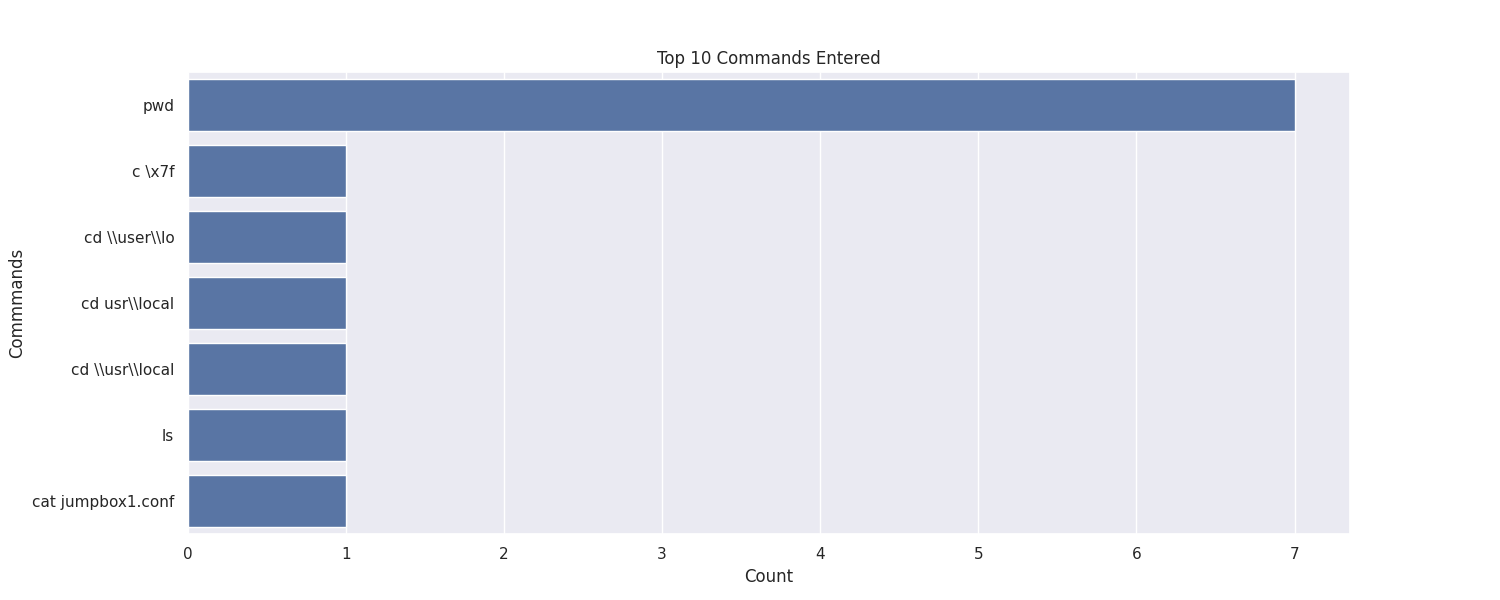 Top 10 Commands Entered
Commmands
pwd
c \x7f
cd \\user\\lo
cd usr\\local
cd \\usr\\local
ls
cat jumpbox1.conf
0 1 2 3 4 5 6 7
Count